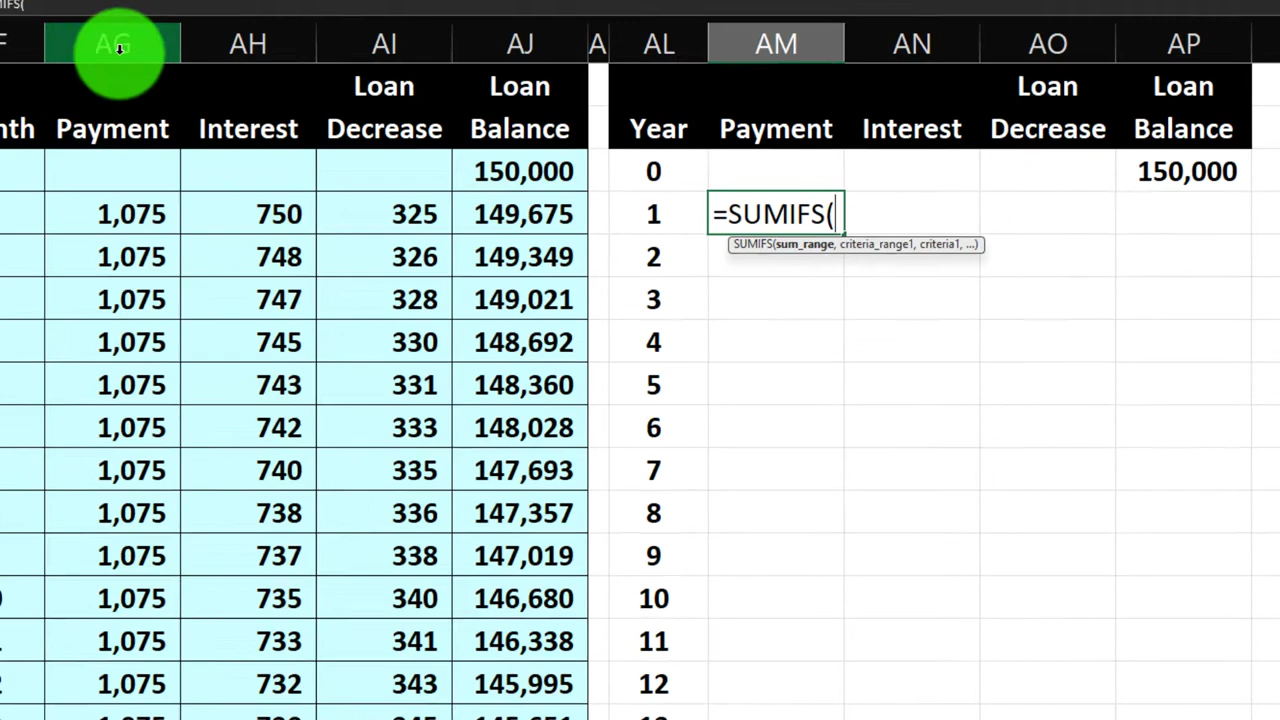 MIFS(
F AG AH AI AJ A AL AM AN AO AP
Loan Loan Loan Loan
nth Payment Interest Decrease Balance Year Payment Interest Decrease Balance
150,000 0 150,000
1,075 750 325 149,675 1 =SUMIFS(
SUMIFS(sum_range, criteria_range1, criteria1, ...)
1,075 748 326 149,349 2
1,075 747 328 149,021 3
1,075 745 330 148,692 4
1,075 743 331 148,360 5
1,075 742 333 148,028 6
1,075 740 335 147,693 7
1,075 738 336 147,357 8
1,075 737 338 147,019 9
0 1,075 735 340 146,680 10
1 1,075 733 341 146,338 11
2 1,075 732 343 145,995 12